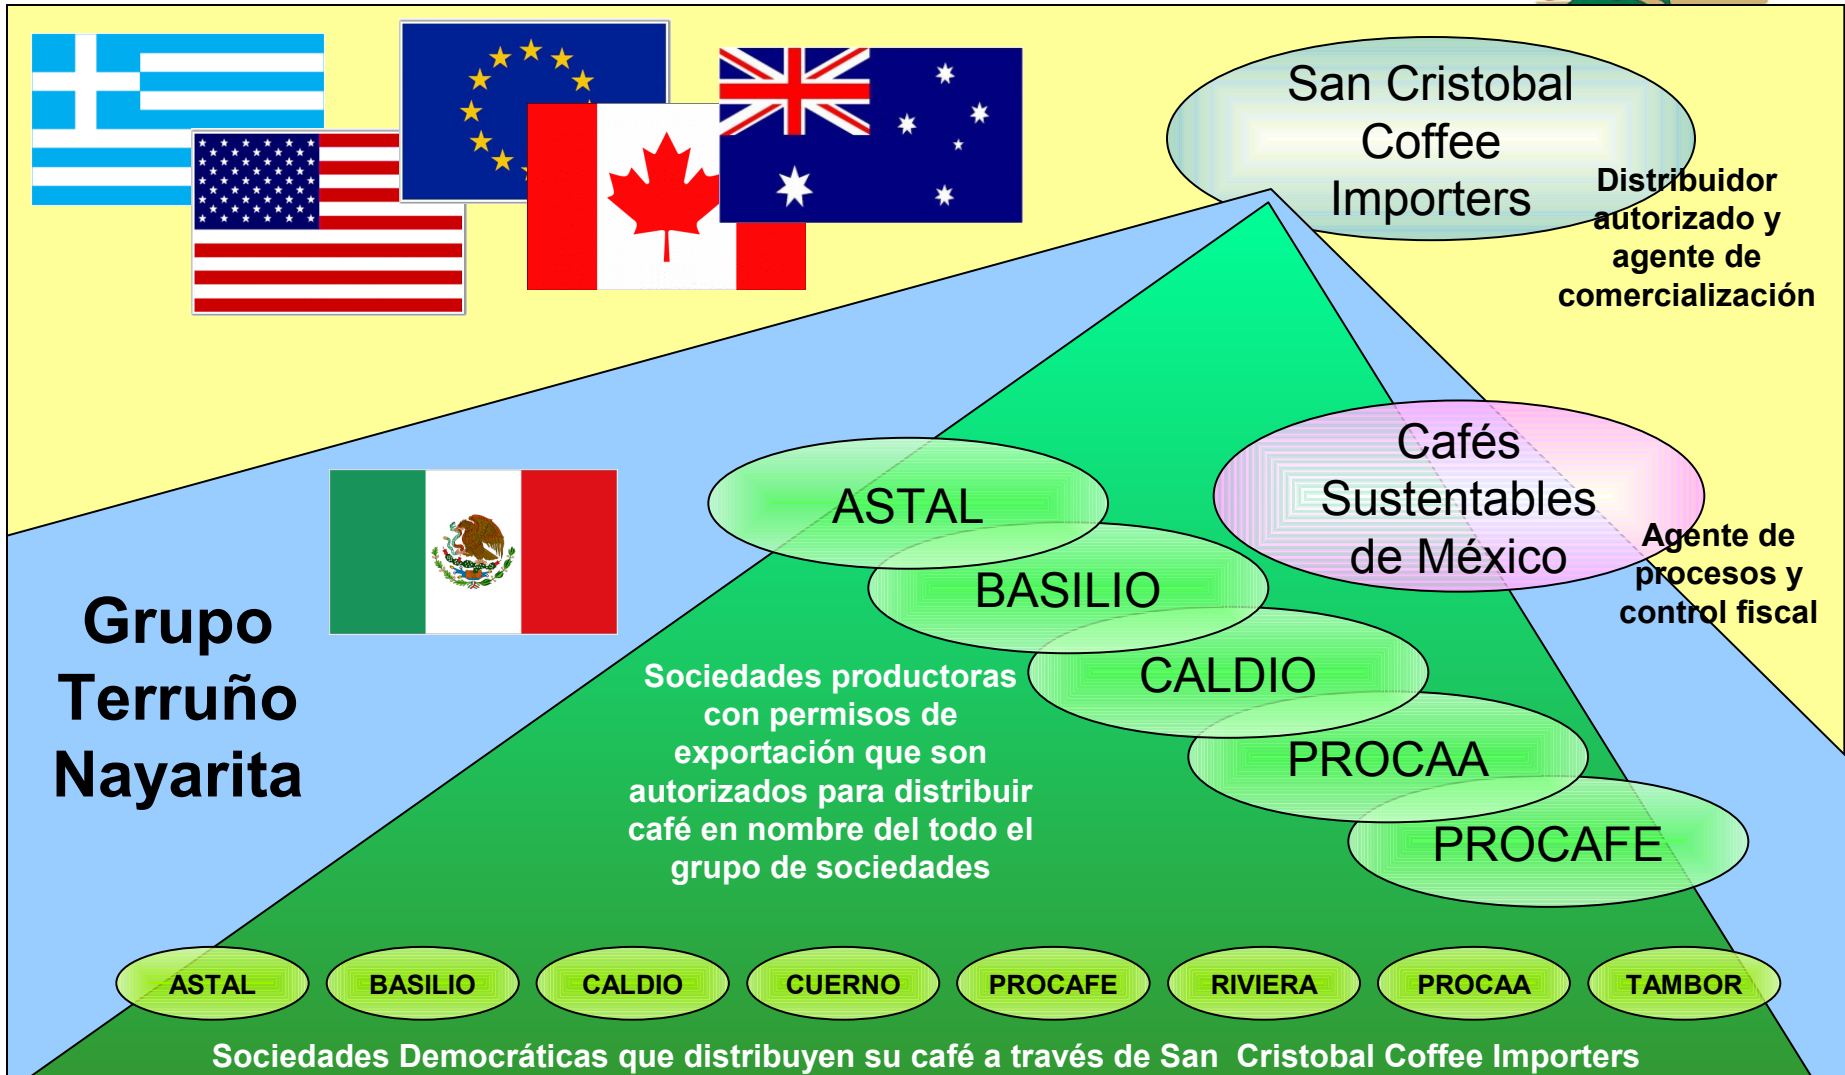 San Cristobal
Coffee
Importers
Distribuidor
autorizado y
agente de
comercialización
Cafés
Sustentables
de México
Agente de
procesos y
control fiscal
ASTAL
BASILIO
CALDIO
PROCAA
PROCAFE
Grupo
Terruño
Nayarita
Sociedades productoras
con permisos de
exportación que son
autorizados para distribuir
café en nombre del todo el
grupo de sociedades
ASTAL
BASILIO
CALDIO
CUERNO
PROCAFE
RIVIERA
PROCAA
TAMBOR
Sociedades Democráticas que distribuyen su café a través de San  Cristobal Coffee Importers